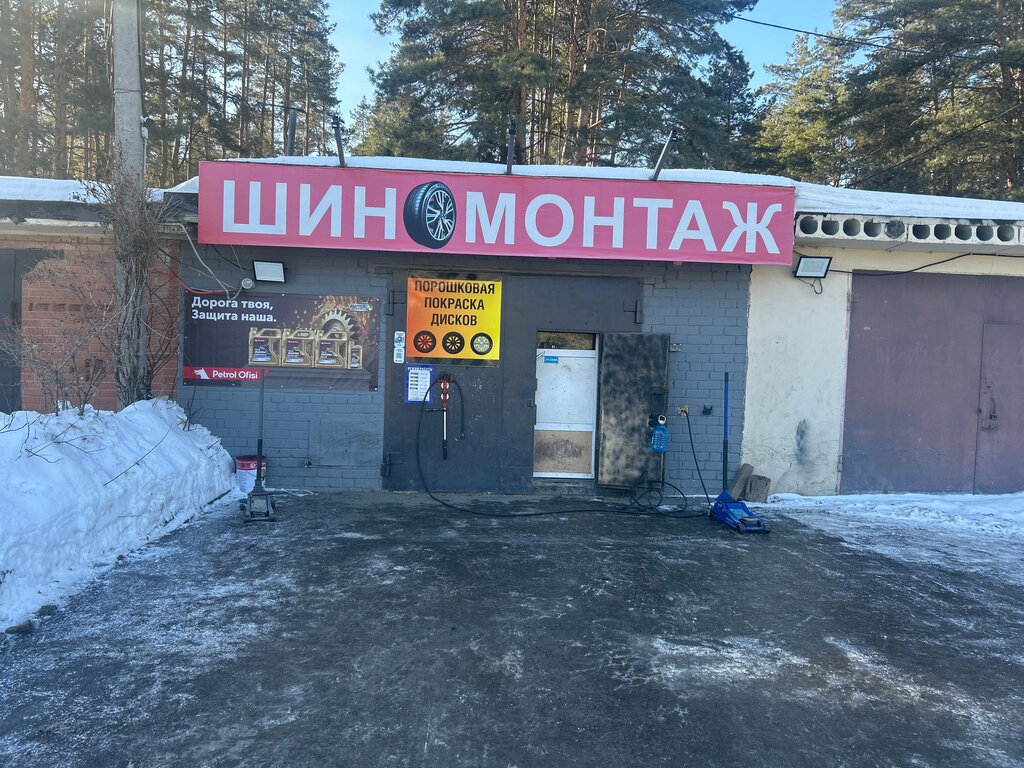 ШИНОМОНТАЖ
Дорога твоя,
Защита наша.
Petrol Ofisi
ПОРОШКОВАЯ
ПОКРАСКА
ДИСКОВ